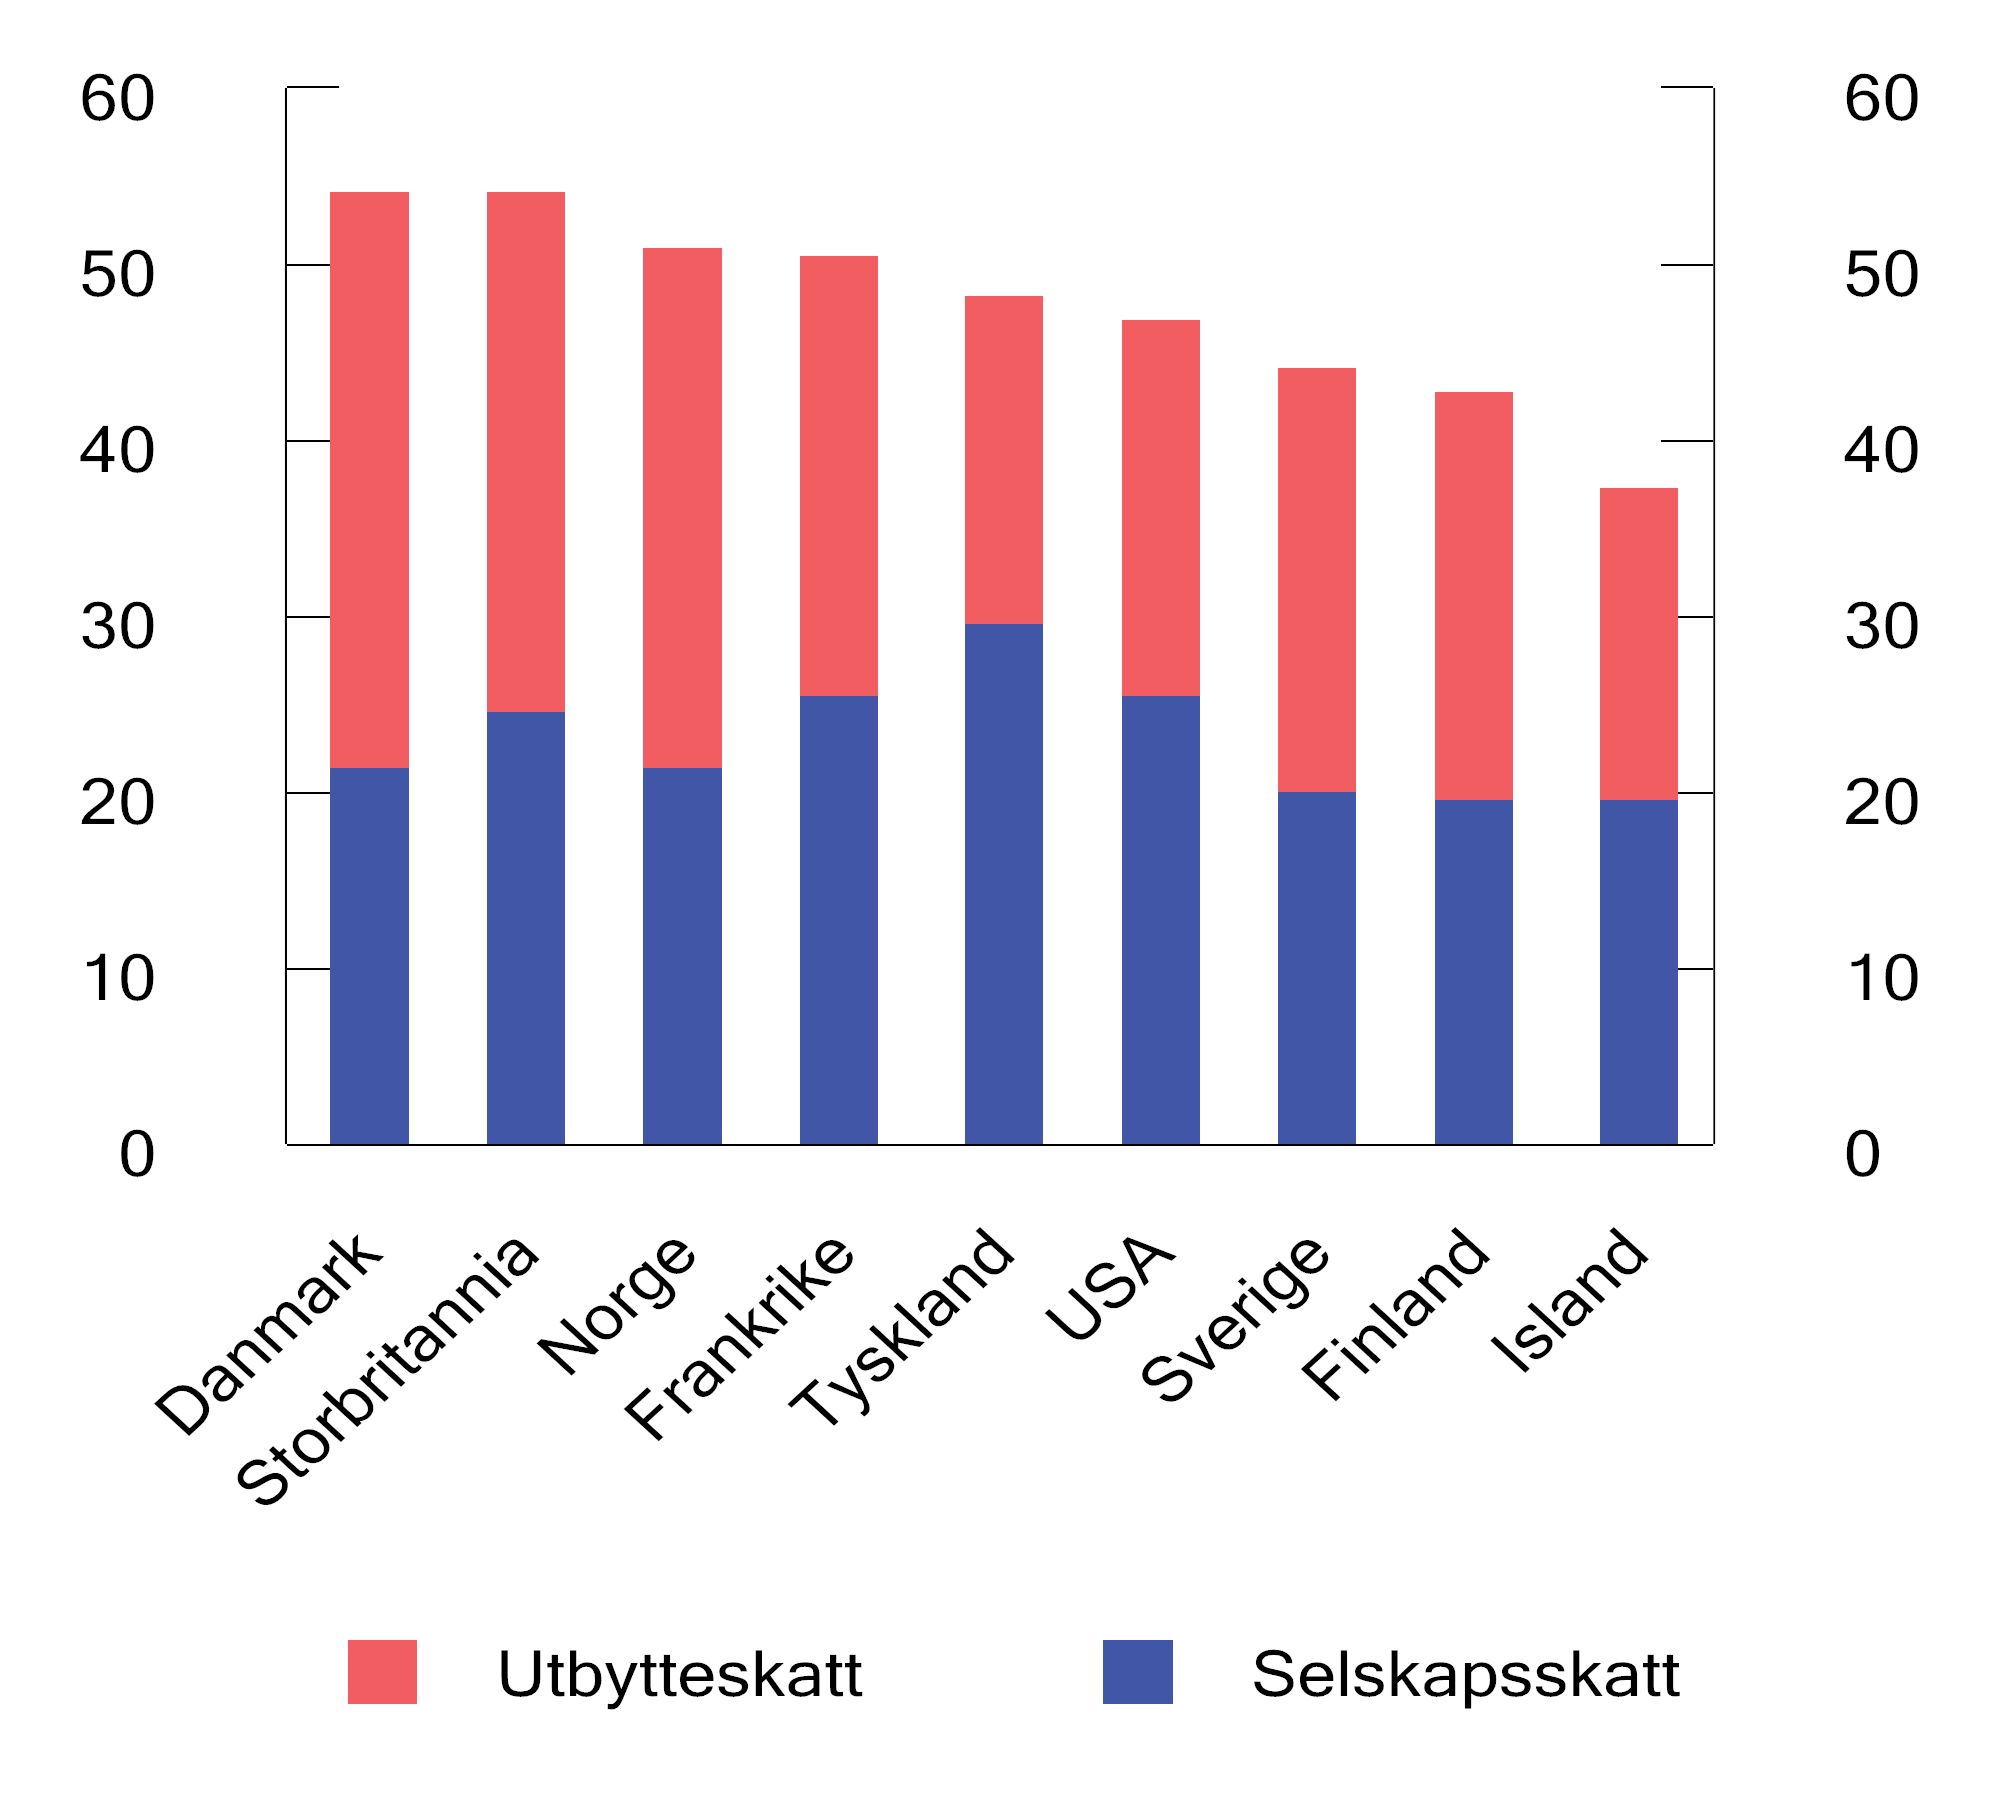 60 60
50 50
40 40
30 30
20 20
10 10
0 0
Danmark
Storbritannia
Norge
Frankrike
Tyskland
USA
Sverige
Finland
Island
Utbytteskatt Selskapsskatt